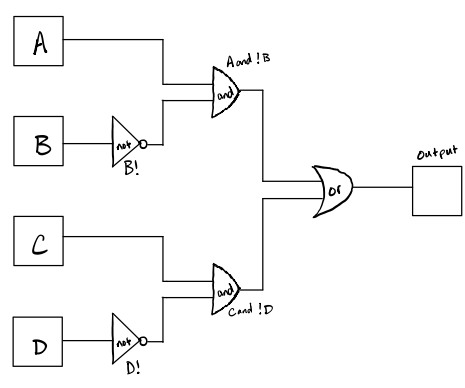 A
A and !B
and
B
not
B!
output
or
C
and
C and !D
D
not
D!